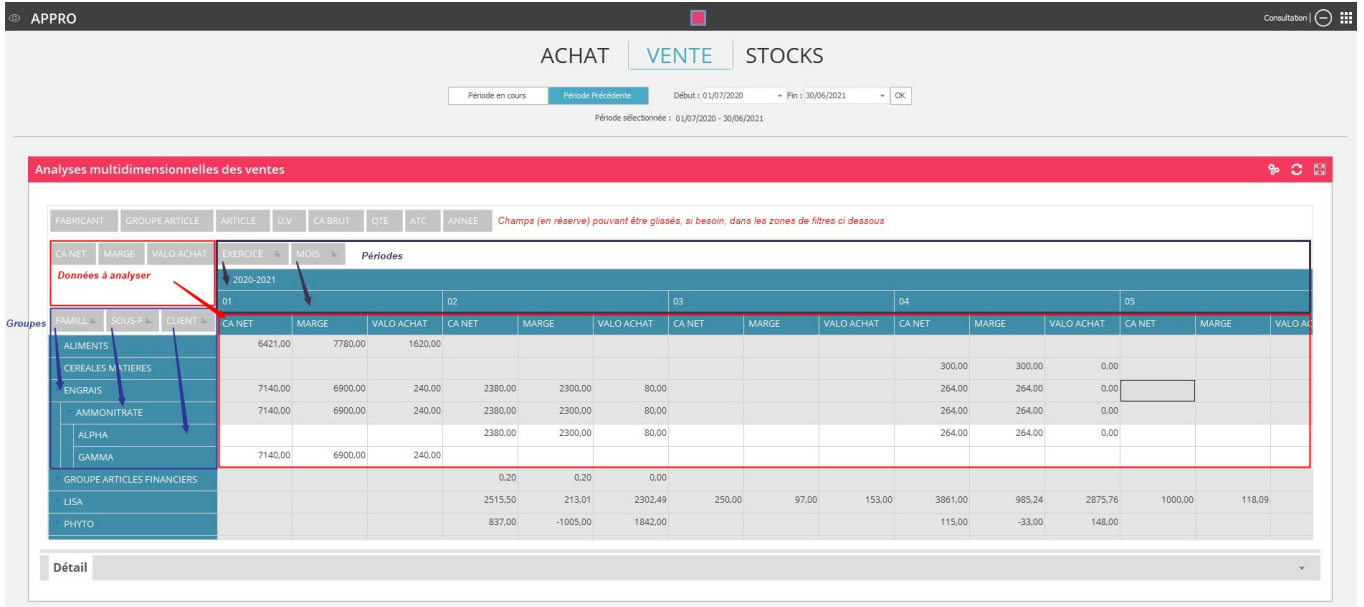 APPRO
Consultation |
ACHAT VENTE STOCKS
Période en cours Période Précédente Début : 01/07/2020 Fin : 30/06/2021 OK
Période sélectionnée : 01/07/2020 - 30/06/2021
Analyses multidimensionnelles des ventes
FABRICANT GROUPE ARTICLE ARTICLE U.V CA BRUT QTE ATC ANNEE Champs (en réserve) pouvant être glissés, si besoin, dans les zones de filtres ci dessous
CA NET MARGE VALO ACHAT EXERCICE MOIS Périodes
Données à analyser
2020-2021
01 02 03 04 05
Groupes FAMILL SOUS-F CLIENT CA NET MARGE VALO ACHAT CA NET MARGE VALO ACHAT CA NET MARGE VALO ACHAT CA NET MARGE VALO ACHAT CA NET MARGE VALO AC
ALIMENTS 6421,00 7780,00 1620,00
CEREALES MATIERES 300,00 300,00 0,00
ENGRAIS 7140,00 6900,00 240,00 2380,00 2300,00 80,00 264,00 264,00 0,00
AMMONITRATE 7140,00 6900,00 240,00 2380,00 2300,00 80,00 264,00 264,00 0,00
ALPHA 2380,00 2300,00 80,00 264,00 264,00 0,00
GAMMA 7140,00 6900,00 240,00
GROUPE ARTICLES FINANCIERS 0,20 0,20 0,00
LISA 2515,50 213,01 2302,49 250,00 97,00 153,00 3861,00 985,24 2875,76 1000,00 118,09
PHYTO 837,00 -1005,00 1842,00 115,00 -33,00 148,00
Détail